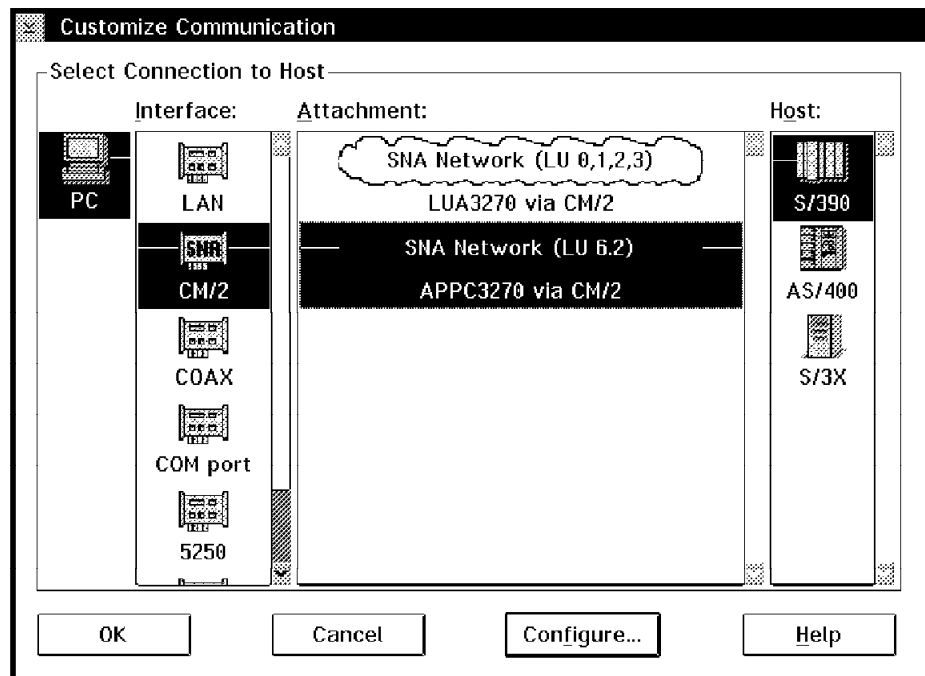 Customize Communication
Select Connection to Host
Interface: Attachment: Host:
PC
LAN
SNA
CM/2
COAX
COM port
5250
SNA Network (LU 0,1,2,3)
LUA3270 via CM/2
SNA Network (LU 6.2)
APPC3270 via CM/2
S/390
AS/400
S/3X
OK Cancel Configure... Help